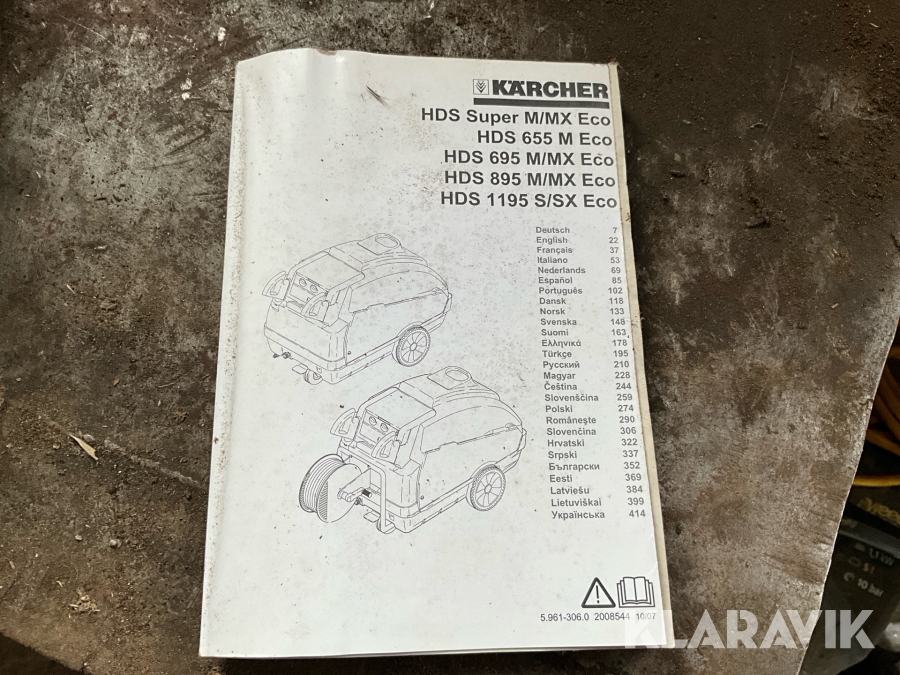 KÄRCHER
HDS Super M/MX Eco
HDS 655 M Eco
HDS 695 M/MX Eco
HDS 895 M/MX Eco
HDS 1195 S/SX Eco
Deutsch 7
English 22
Français 37
Italiano 53
Nederlands 69
Español 85
Português 102
Dansk 118
Norsk 133
Svenska 148
Suomi 163
Ελληνικά 178
Türkçe 195
Русский 210
Magyar 228
Čeština 244
Slovenščina 259
Polski 274
Româneşte 290
Slovenčina 306
Hrvatski 322
Srpski 337
Български 352
Eesti 369
Latviešu 384
Lietuviškai 399
Українська 414
5.961-306.0 2008544 10/07
KLARAVIK
10 bar